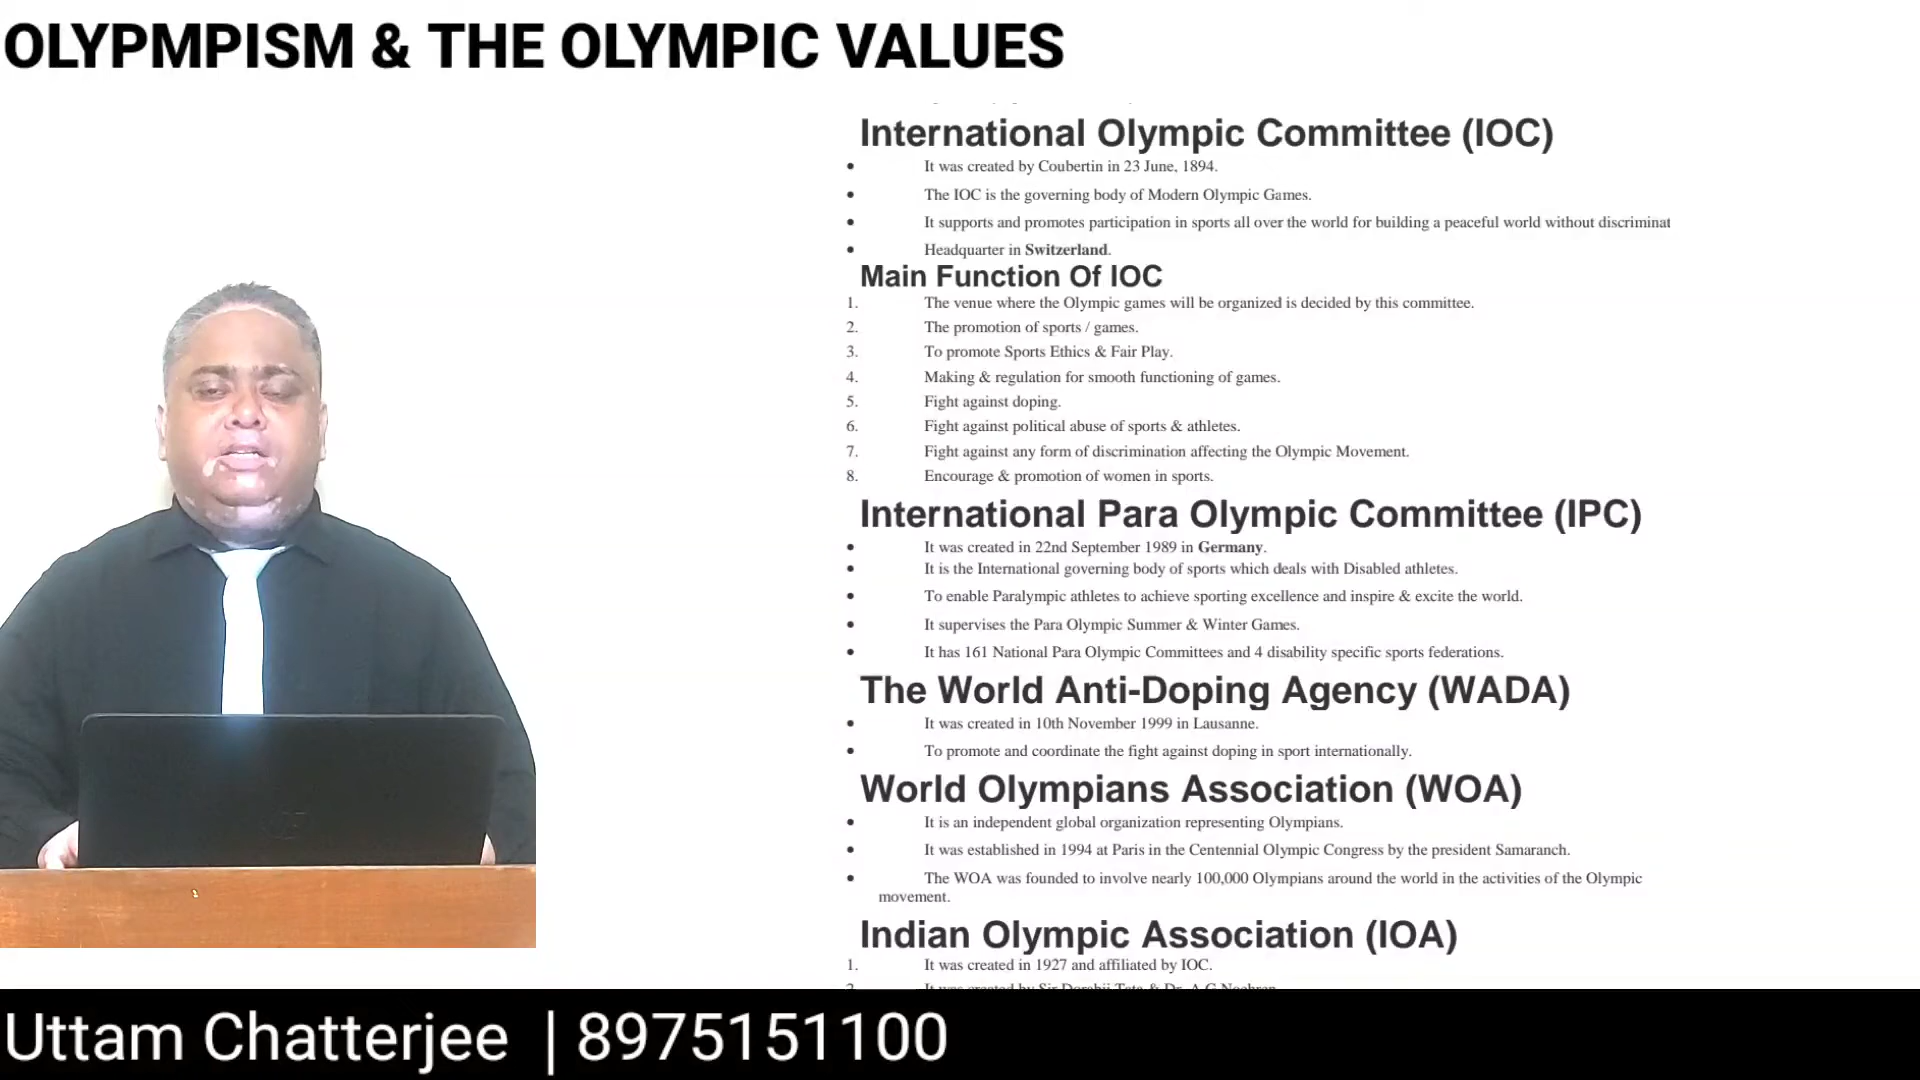 OLYPMPISM & THE OLYMPIC VALUES
International Olympic Committee (IOC)
• It was created by Coubertin in 23 June, 1894.
• The IOC is the governing body of Modern Olympic Games.
• It supports and promotes participation in sports all over the world for building a peaceful world without discriminat
• Headquarter in Switzerland.
Main Function Of IOC
1. The venue where the Olympic games will be organized is decided by this committee.
2. The promotion of sports / games.
3. To promote Sports Ethics & Fair Play.
4. Making & regulation for smooth functioning of games.
5. Fight against doping.
6. Fight against political abuse of sports & athletes.
7. Fight against any form of discrimination affecting the Olympic Movement.
8. Encourage & promotion of women in sports.
International Para Olympic Committee (IPC)
• It was created in 22nd September 1989 in Germany.
• It is the International governing body of sports which deals with Disabled athletes.
• To enable Paralympic athletes to achieve sporting excellence and inspire & excite the world.
• It supervises the Para Olympic Summer & Winter Games.
• It has 161 National Para Olympic Committees and 4 disability specific sports federations.
The World Anti-Doping Agency (WADA)
• It was created in 10th November 1999 in Lausanne.
• To promote and coordinate the fight against doping in sport internationally.
World Olympians Association (WOA)
• It is an independent global organization representing Olympians.
• It was established in 1994 at Paris in the Centennial Olympic Congress by the president Samaranch.
• The WOA was founded to involve nearly 100,000 Olympians around the world in the activities of the Olympic
movement.
Indian Olympic Association (IOA)
1. It was created in 1927 and affiliated by IOC.
2. It was created by Sir Dorabji Tata & Dr. A.G
Uttam Chatterjee | 8975151100